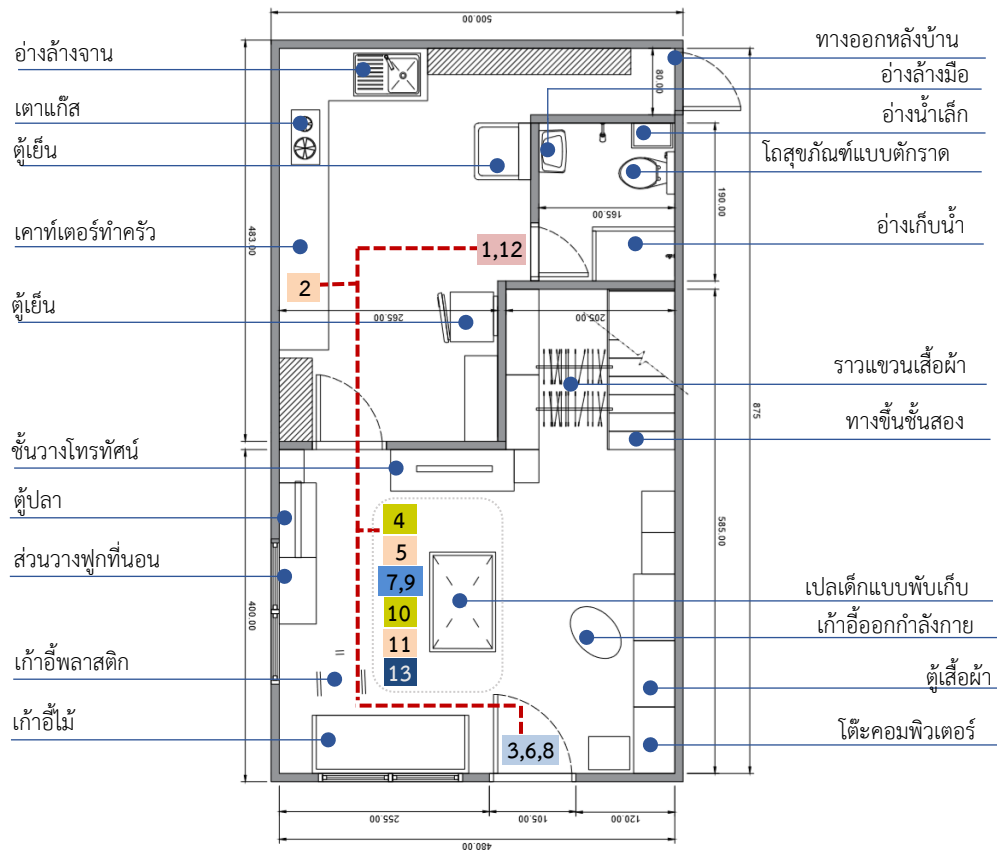 500.00
อ่างล้างจาน
ทางออกหลังบ้าน
อ่างล้างมือ
80.00
เตาแก๊ส
อ่างน้ำเล็ก
ตู้เย็น
โถสุขภัณฑ์แบบตักราด
190.00
165.00
เคาท์เตอร์ทำครัว
483.00
1,12
อ่างเก็บน้ำ
2
ตู้เย็น
265.00
205.00
ราวแขวนเสื้อผ้า
875
ทางขึ้นชั้นสอง
ชั้นวางโทรทัศน์
ตู้ปลา
4
585.00
5
ส่วนวางฟูกที่นอน
7,9
เปลเด็กแบบพับเก็บ
400.00
10
เก้าอี้ออกกำลังกาย
11
เก้าอี้พลาสติก
13
ตู้เสื้อผ้า
เก้าอี้ไม้
3,6,8
โต๊ะคอมพิวเตอร์
255.00
105.00
120.00
480.00